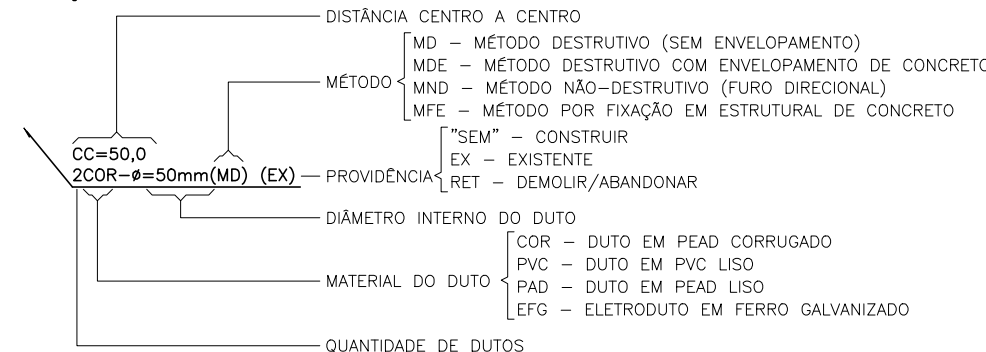 DISTÂNCIA CENTRO A CENTRO
MD – MÉTODO DESTRUTIVO (SEM ENVELOPAMENTO)
MDE – MÉTODO DESTRUTIVO COM ENVELOPAMENTO DE CONCRETO
MÉTODO
MND – MÉTODO NÃO-DESTRUTIVO (FURO DIRECIONAL)
MFE – MÉTODO POR FIXAÇÃO EM ESTRUTURAL DE CONCRETO
"SEM" – CONSTRUIR
CC=50,0
EX – EXISTENTE
2COR-ø=50mm(MD) (EX)
PROVIDÊNCIA
RET – DEMOLIR/ABANDONAR
DIÂMETRO INTERNO DO DUTO
COR – DUTO EM PEAD CORRUGADO
PVC – DUTO EM PVC LISO
MATERIAL DO DUTO
PAD – DUTO EM PEAD LISO
EFG – ELETRODUTO EM FERRO GALVANIZADO
QUANTIDADE DE DUTOS